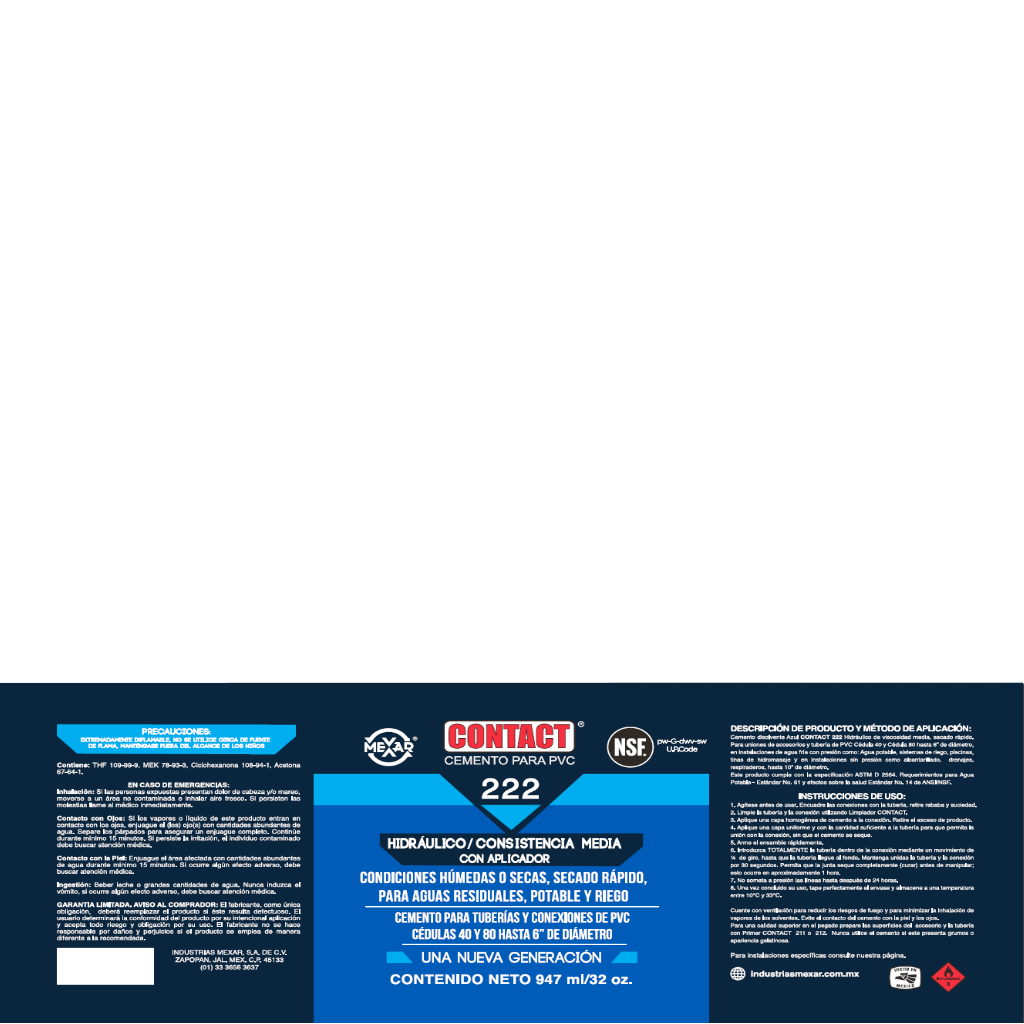 PRECAUCIONES:
EXTREMADAMENTE INFLAMABLE, NO SE UTILICE CERCA DE FUENTE
DE FLAMA, MANTÉNGASE FUERA DEL ALCANCE DE LOS NIÑOS
Contiene: THF 109-99-9, MEK 78-93-3, Ciclohexanona 108-94-1, Acetona
67-64-1.
EN CASO DE EMERGENCIAS:
Inhalación: Si las personas expuestas presentan dolor de cabeza y/o mareo,
moverse a un área no contaminada e inhalar aire fresco. Si persisten las
molestias llame al médico inmediatamente.
Contacto con Ojos: Si los vapores o líquido de este producto entran en
contacto con los ojos, enjuague el (los) ojo(s) con cantidades abundantes de
agua. Separe los párpados para asegurar un enjuague completo. Continúe
durante mínimo 15 minutos. Si persiste la irritación, el individuo contaminado
debe buscar atención médica.
Contacto con la Piel: Enjuague el área afectada con cantidades abundantes
de agua durante mínimo 15 minutos. Si ocurre algún efecto adverso, debe
buscar atención médica.
Ingestión: Beber leche o grandes cantidades de agua. Nunca induzca el
vómito, si ocurre algún efecto adverso, debe buscar atención médica.
GARANTIA LIMITADA, AVISO AL COMPRADOR: El fabricante, como única
obligación, deberá reemplazar el producto si éste resulta defectuoso. El
usuario determinará la conformidad del producto por su intencional aplicación
y acepta todo riesgo y obligación por su uso. El fabricante no se hace
responsable por daños y perjuicios si el producto se emplea de manera
diferente a la recomendada.
INDUSTRIAS MEXAR, S.A. DE C.V.
ZAPOPAN, JAL, MEX. C.P. 45133
(01) 33 3656 3637
MEXAR
CONTACT®
CEMENTO PARA PVC
NSF.
pw-G-dwv-sw
U.P.Code
222
HIDRÁULICO / CONSISTENCIA MEDIA
CON APLICADOR
CONDICIONES HÚMEDAS O SECAS, SECADO RÁPIDO,
PARA AGUAS RESIDUALES, POTABLE Y RIEGO
CEMENTO PARA TUBERÍAS Y CONEXIONES DE PVC
CÉDULAS 40 Y 80 HASTA 6” DE DIÁMETRO
UNA NUEVA GENERACIÓN
CONTENIDO NETO 947 ml/32 oz.
DESCRIPCIÓN DE PRODUCTO Y MÉTODO DE APLICACIÓN:
Cemento disolvente Azul CONTACT 222 Hidráulico de viscosidad media, secado rápido.
Para uniones de accesorios y tubería de PVC Cédula 40 y Cédula 80 hasta 6" de diámetro,
en instalaciones de agua fría con presión como: Agua potable, sistemas de riego, piscinas,
tinas de hidromasaje y en instalaciones sin presión como alcantarillado, drenajes,
respiraderos, hasta 10" de diámetro.
Este producto cumple con la especificación ASTM D 2564. Requerimientos para Agua
Potable - Estándar No. 61 y efectos sobre la salud Estándar No. 14 de ANSI/NSF.
INSTRUCCIONES DE USO:
1. Agítese antes de usar. Encuadre las conexiones con la tubería, retire rebaba y suciedad.
2. Limpie la tubería y la conexión utilizando Limpiador CONTACT.
3. Aplique una capa homogénea de cemento a la conexión. Retire el exceso de producto.
4. Aplique una capa uniforme y con la cantidad suficiente a la tubería para que permita la
unión con la conexión, sin que el cemento se seque.
5. Arme el ensamble rápidamente.
6. Introduzca TOTALMENTE la tubería dentro de la conexión mediante un movimiento de
¼ de giro, hasta que la tubería llegue al fondo. Mantenga unidas la tubería y la conexión
por 30 segundos. Permita que la junta seque completamente (curar) antes de manipular;
esto ocurre en aproximadamente 1 hora.
7. No someta a presión las líneas hasta después de 24 horas.
8. Una vez concluido su uso, tape perfectamente el envase y almacene a una temperatura
entre 10°C y 33°C.
Cuente con ventilación para reducir los riesgos de fuego y para minimizar la inhalación de
vapores de los solventes. Evite el contacto del cemento con la piel y los ojos.
Para una calidad superior en el pegado prepare las superficies del accesorio y la tubería
con Primer CONTACT 211 o 212. Nunca utilice el cemento si este presenta grumos o
apariencia gelatinosa.
Para instalaciones específicas consulte nuestra página.
industriasmexar.com.mx
HECHO EN
MEXICO